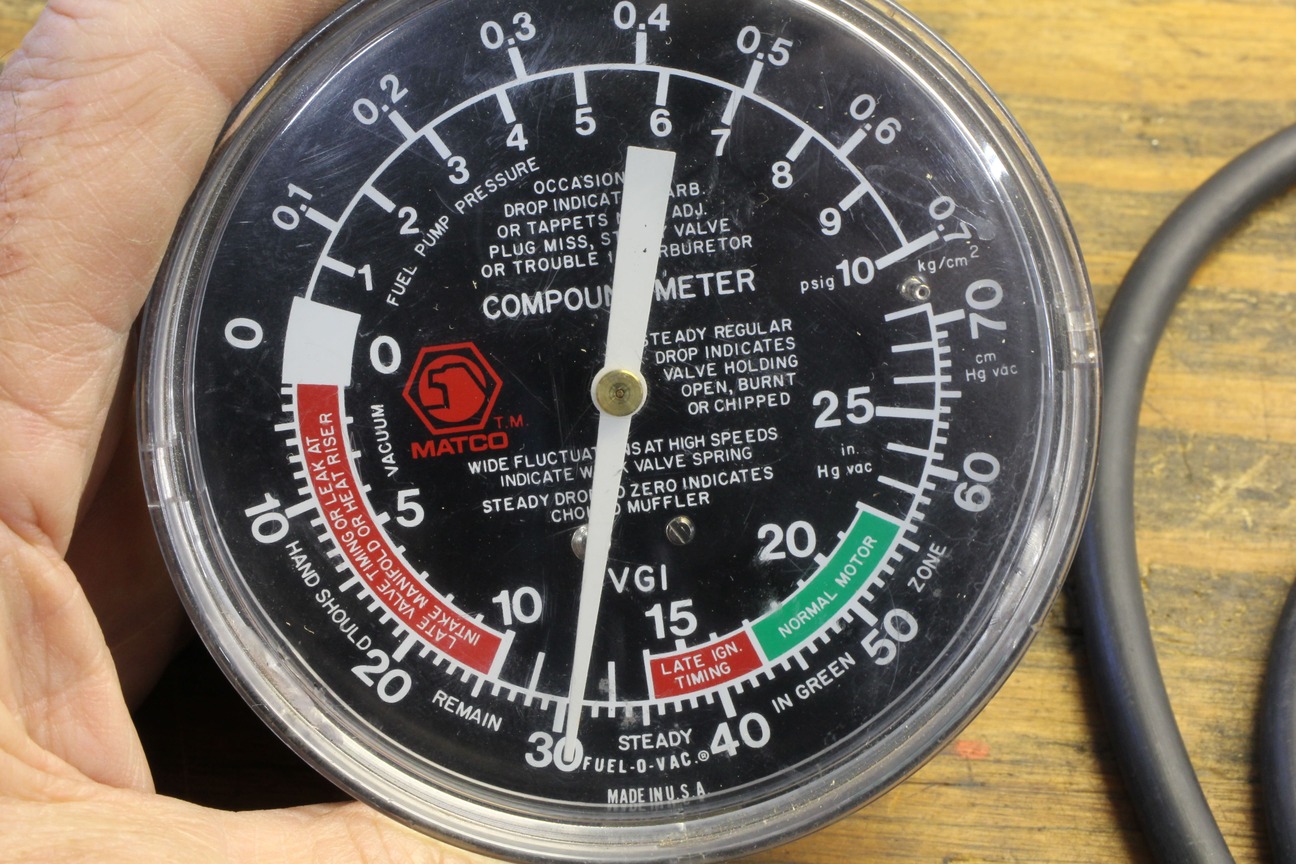 0.1
0.2
0.3
0.4
0.5
0.6
0.7
kg/cm2
1
2
3
4
5
6
7
8
9
psig 10
FUEL PUMP PRESSURE
OCCASION ARB.
DROP INDICAT
OR TAPPETS ADJ.
PLUG MISS, VALVE
OR TROUBLE
COMPOUN METER
STEADY REGULAR
DROP INDICATES
VALVE HOLDING
OPEN, BURNT
OR CHIPPED
T.M.
MATCO
WIDE FLUCTUA NS AT HIGH SPEEDS
INDICATE W K VALVE SPRING
STEADY DRO O ZERO INDICATES
CHO D MUFFLER
VGI
0
VACUUM
5
10
15
20
25
in.
Hg vac
LATE VALVE TIMING OR LEAK AT
INTAKE MANIFOLD OR HEAT RISER
LATE IGN.
TIMING
NORMAL MOTOR
0
10
20
30
40
50
60
70
cm
Hg vac
HAND SHOULD REMAIN STEADY IN GREEN ZONE
FUEL-O-VAC.®
MADE IN U.S.A